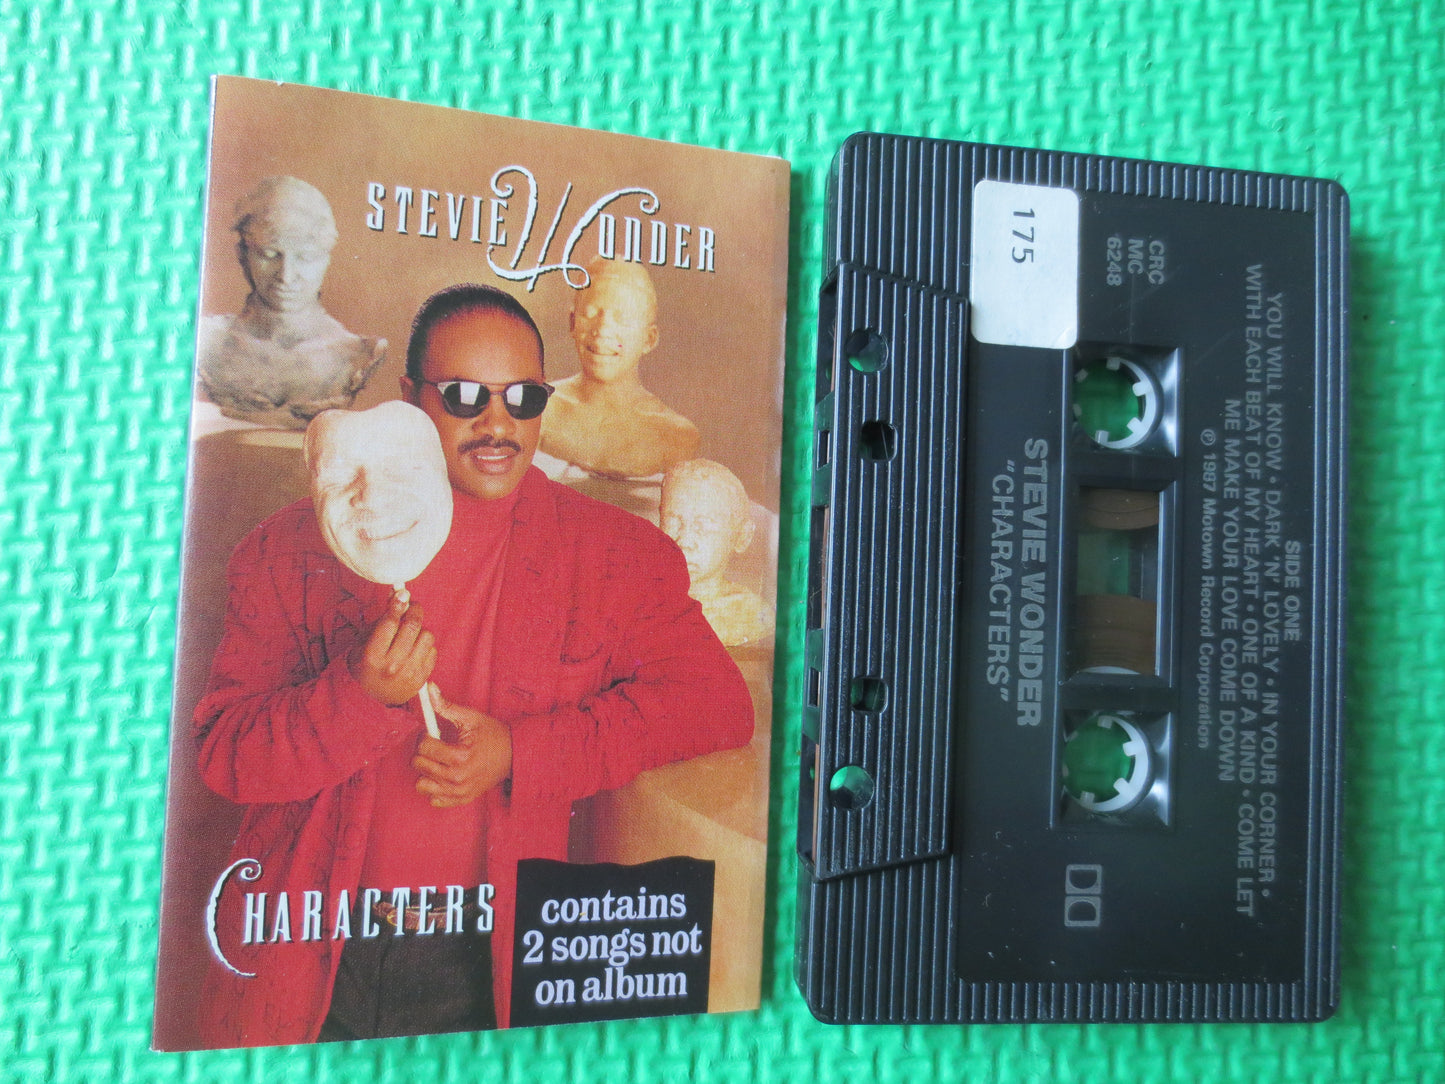 STEVIE WONDER
CHARACTERS
contains
2 songs not
on album
175
CRC
MC
6248
STEVIE WONDER
"CHARACTERS"
SIDE ONE
YOU WILL KNOW • DARK 'N' LOVELY • IN YOUR CORNER •
WITH EACH BEAT OF MY HEART • ONE OF A KIND • COME LET
ME MAKE YOUR LOVE COME DOWN
℗ 1987 Motown Record Corporation